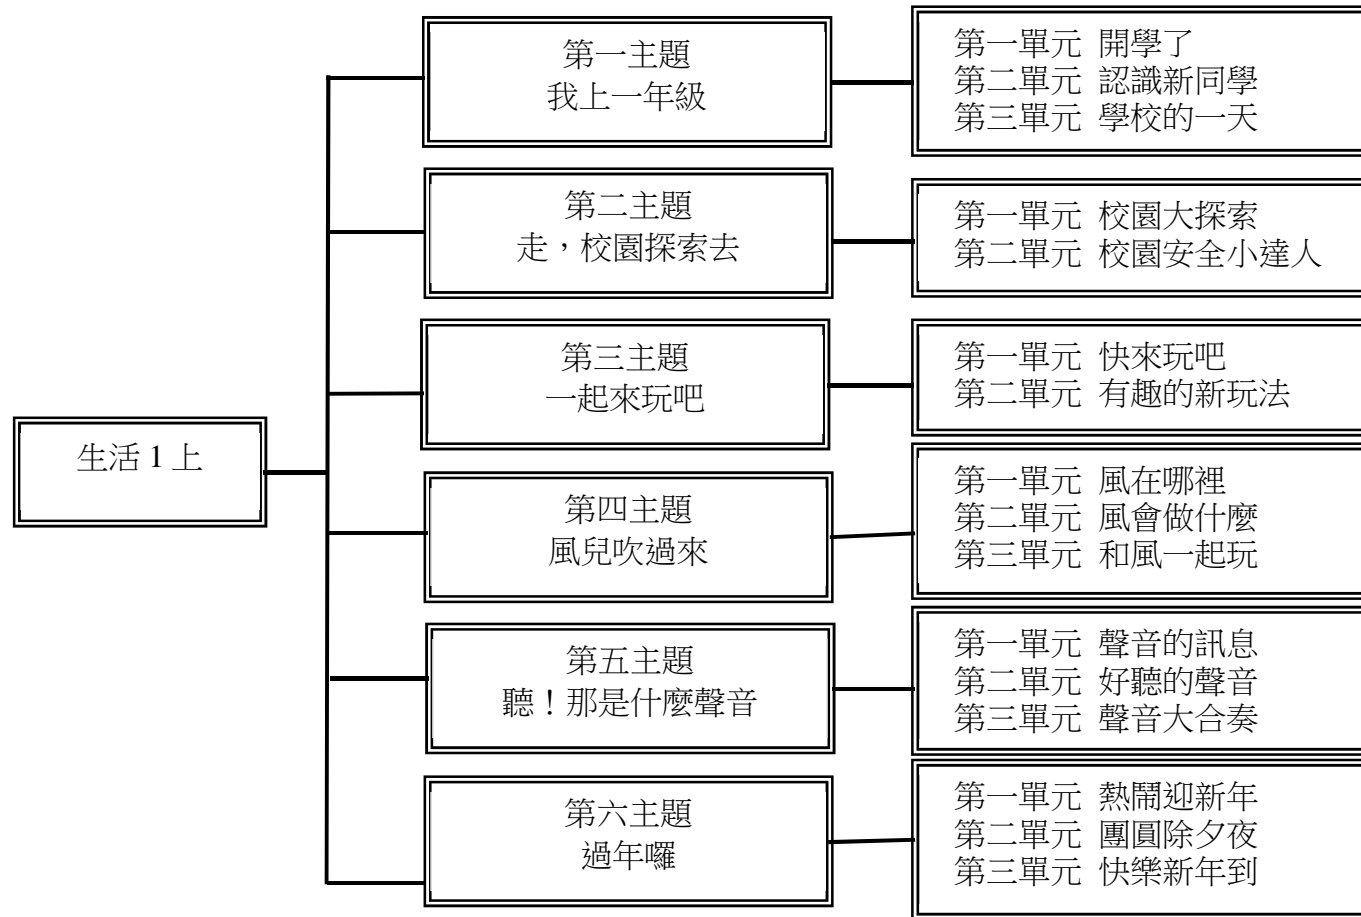 生活 1 上
第一主題
我上一年級
第一單元 開學了
第二單元 認識新同學
第三單元 學校的一天
第二主題
走，校園探索去
第一單元 校園大探索
第二單元 校園安全小達人
第三主題
一起來玩吧
第一單元 快來玩吧
第二單元 有趣的新玩法
第四主題
風兒吹過來
第一單元 風在哪裡
第二單元 風會做什麼
第三單元 和風一起玩
第五主題
聽！那是什麼聲音
第一單元 聲音的訊息
第二單元 好聽的聲音
第三單元 聲音大合奏
第六主題
過年囉
第一單元 熱鬧迎新年
第二單元 團圓除夕夜
第三單元 快樂新年到